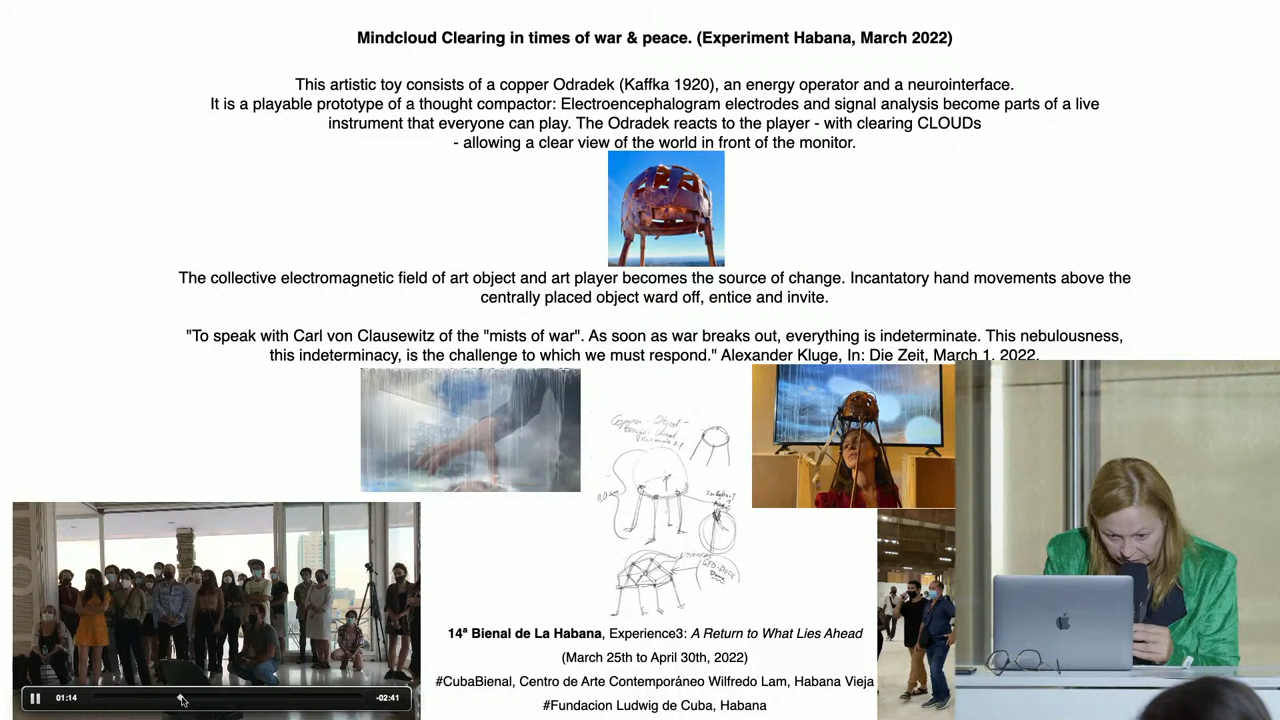 Mindcloud Clearing in times of war & peace. (Experiment Habana, March 2022)
This artistic toy consists of a copper Odradek (Kaffka 1920), an energy operator and a neurointerface.
It is a playable prototype of a thought compactor: Electroencephalogram electrodes and signal analysis become parts of a live
instrument that everyone can play. The Odradek reacts to the player - with clearing CLOUDs
- allowing a clear view of the world in front of the monitor.
The collective electromagnetic field of art object and art player becomes the source of change. Incantatory hand movements above the
centrally placed object ward off, entice and invite.
"To speak with Carl von Clausewitz of the "mists of war". As soon as war breaks out, everything is indeterminate. This nebulousness,
this indeterminacy, is the challenge to which we must respond." Alexander Kluge, In: Die Zeit, March 1, 2022.
Copper - Object -
14ª Bienal de La Habana, Experience3: A Return to What Lies Ahead
(March 25th to April 30th, 2022)
#CubaBienal, Centro de Arte Contemporáneo Wilfredo Lam, Habana Vieja
#Fundacion Ludwig de Cuba, Habana
01:14
-02:41